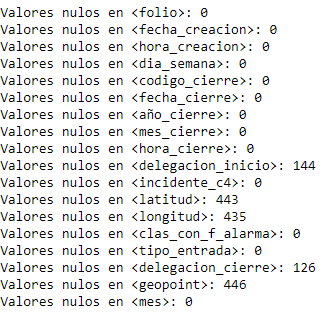 Valores nulos en <folio>: 0
Valores nulos en <fecha_creacion>: 0
Valores nulos en <hora_creacion>: 0
Valores nulos en <dia_semana>: 0
Valores nulos en <codigo_cierre>: 0
Valores nulos en <fecha_cierre>: 0
Valores nulos en <año_cierre>: 0
Valores nulos en <mes_cierre>: 0
Valores nulos en <hora_cierre>: 0
Valores nulos en <delegacion_inicio>: 144
Valores nulos en <incidente_c4>: 0
Valores nulos en <latitud>: 443
Valores nulos en <longitud>: 435
Valores nulos en <clas_con_f_alarma>: 0
Valores nulos en <tipo_entrada>: 0
Valores nulos en <delegacion_cierre>: 126
Valores nulos en <geopoint>: 446
Valores nulos en <mes>: 0